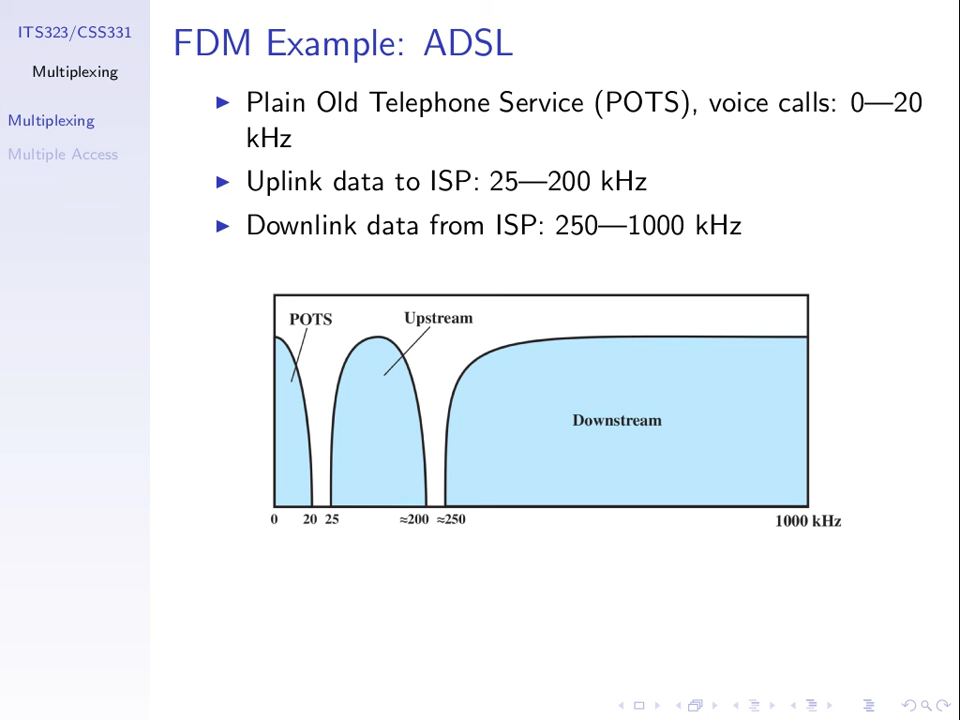 ITS323/CSS331
Multiplexing
Multiplexing
Multiple Access
FDM Example: ADSL
Plain Old Telephone Service (POTS), voice calls: 0—20
kHz
Uplink data to ISP: 25—200 kHz
Downlink data from ISP: 250—1000 kHz
POTS
Upstream
Downstream
0 20 25 ≈200 ≈250 1000 kHz